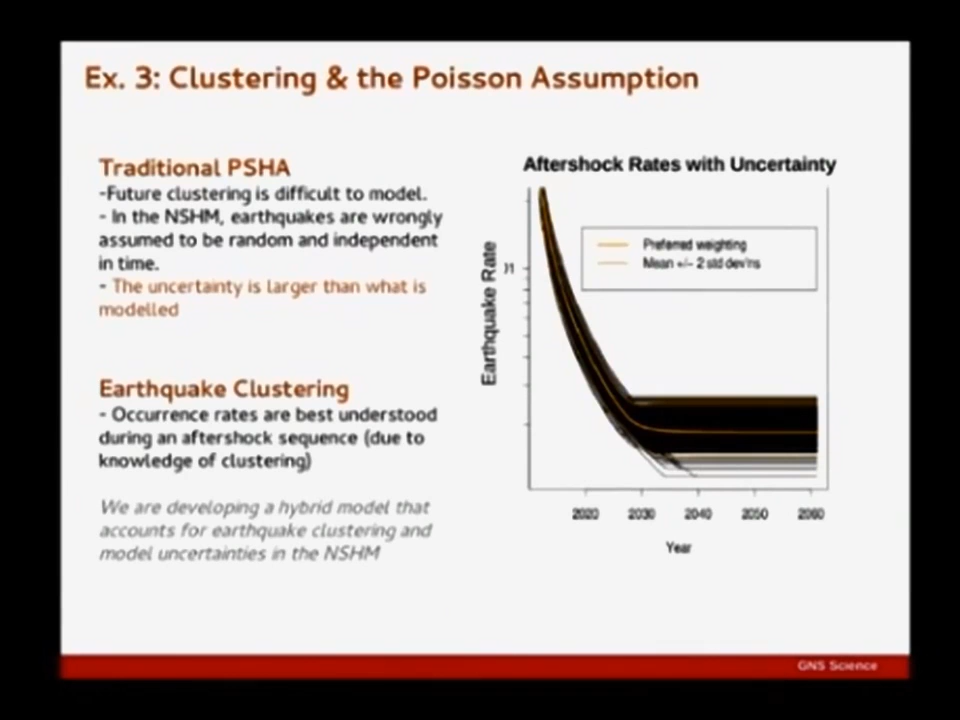 Ex. 3: Clustering & the Poisson Assumption
Traditional PSHA
-Future clustering is difficult to model.
- In the NSHM, earthquakes are wrongly
assumed to be random and independent
in time.
- The uncertainty is larger than what is
modelled
Earthquake Clustering
- Occurrence rates are best understood
during an aftershock sequence (due to
knowledge of clustering)
We are developing a hybrid model that
accounts for earthquake clustering and
model uncertainties in the NSHM
Aftershock Rates with Uncertainty
Preferred weighting
Mean +/- 2 std dev'ns
Earthquake Rate
2020 2030 2040 2050 2060
Year
GNS Science